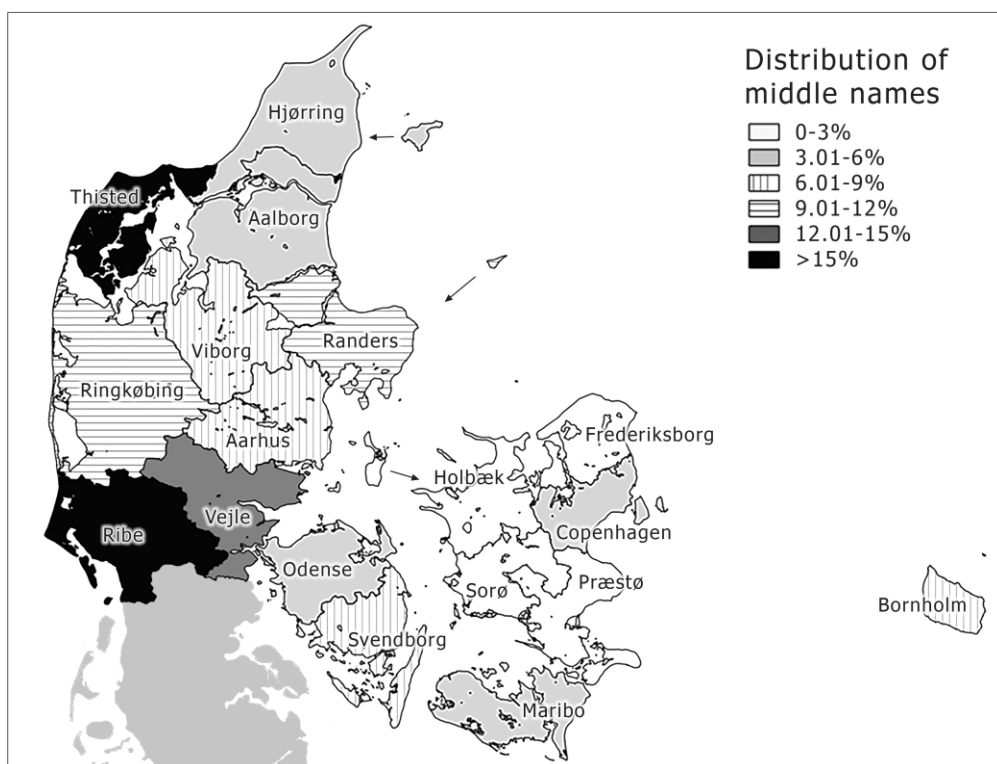 Distribution of
middle names
0-3%
3.01-6%
6.01-9%
9.01-12%
12.01-15%
>15%
Hjørring
Thisted
Aalborg
Viborg
Randers
Ringkøbing
Aarhus
Frederiksborg
Holbæk
Vejle
Copenhagen
Ribe
Odense
Sorø
Præstø
Bornholm
Svendborg
Maribo